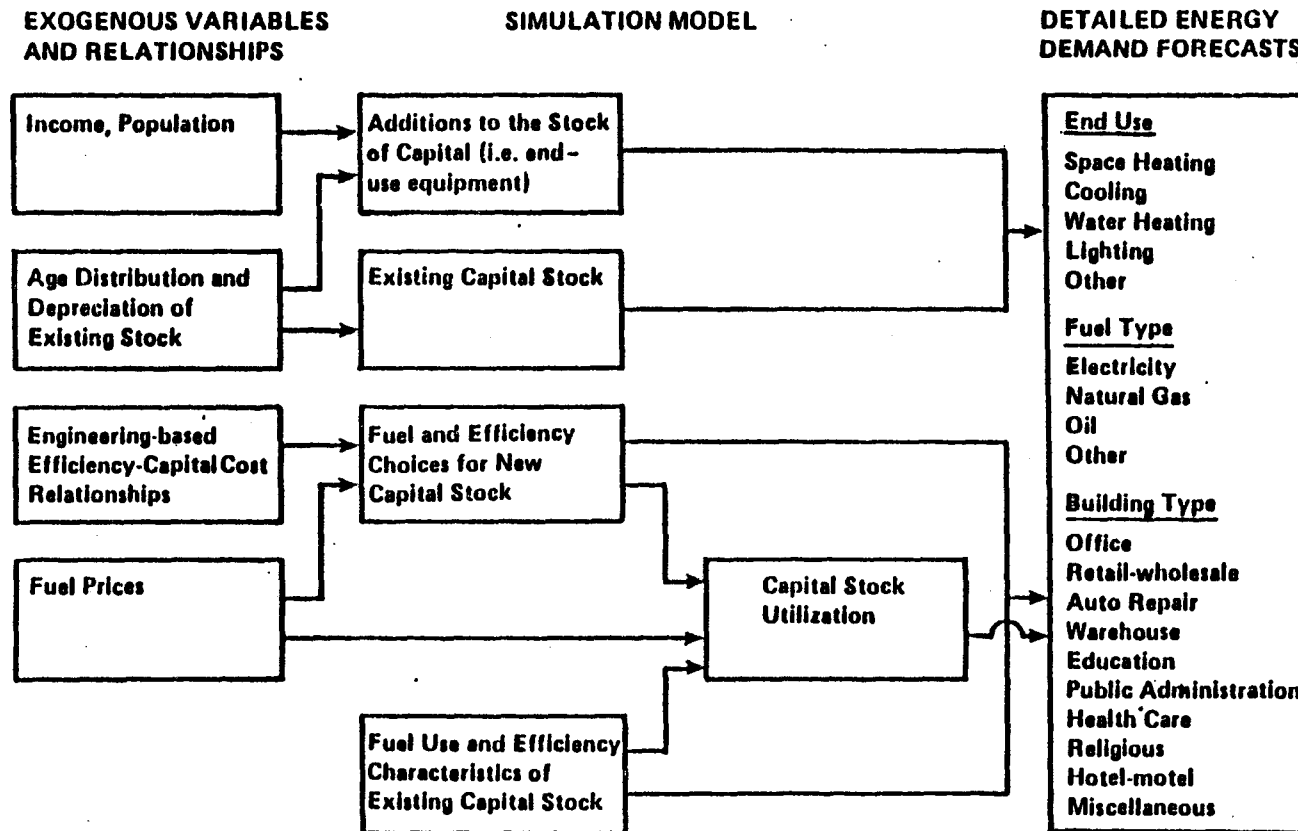 EXOGENOUS VARIABLES
AND RELATIONSHIPS
SIMULATION MODEL
DETAILED ENERGY
DEMAND FORECASTS
Income, Population
Additions to the Stock
of Capital (i.e. end-
use equipment)
Age Distribution and
Depreciation of
Existing Stock
Existing Capital Stock
Engineering-based
Efficiency-Capital Cost
Relationships
Fuel and Efficiency
Choices for New
Capital Stock
Fuel Prices
Capital Stock
Utilization
Fuel Use and Efficiency
Characteristics of
Existing Capital Stock
End Use
Space Heating
Cooling
Water Heating
Lighting
Other
Fuel Type
Electricity
Natural Gas
Oil
Other
Building Type
Office
Retail-wholesale
Auto Repair
Warehouse
Education
Public Administration
Health Care
Religious
Hotel-motel
Miscellaneous